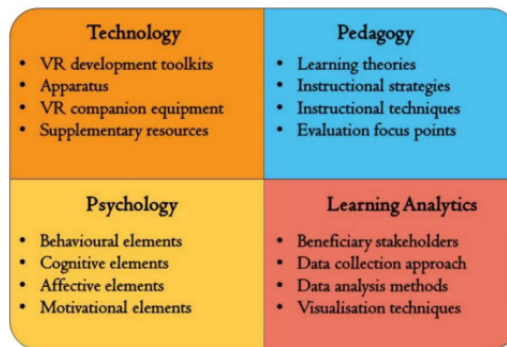 Technology
• VR development toolkits
• Apparatus
• VR companion equipment
• Supplementary resources
Pedagogy
• Learning theories
• Instructional strategies
• Instructional techniques
• Evaluation focus points
Psychology
• Behavioural elements
• Cognitive elements
• Affective elements
• Motivational elements
Learning Analytics
• Beneficiary stakeholders
• Data collection approach
• Data analysis methods
• Visualisation techniques